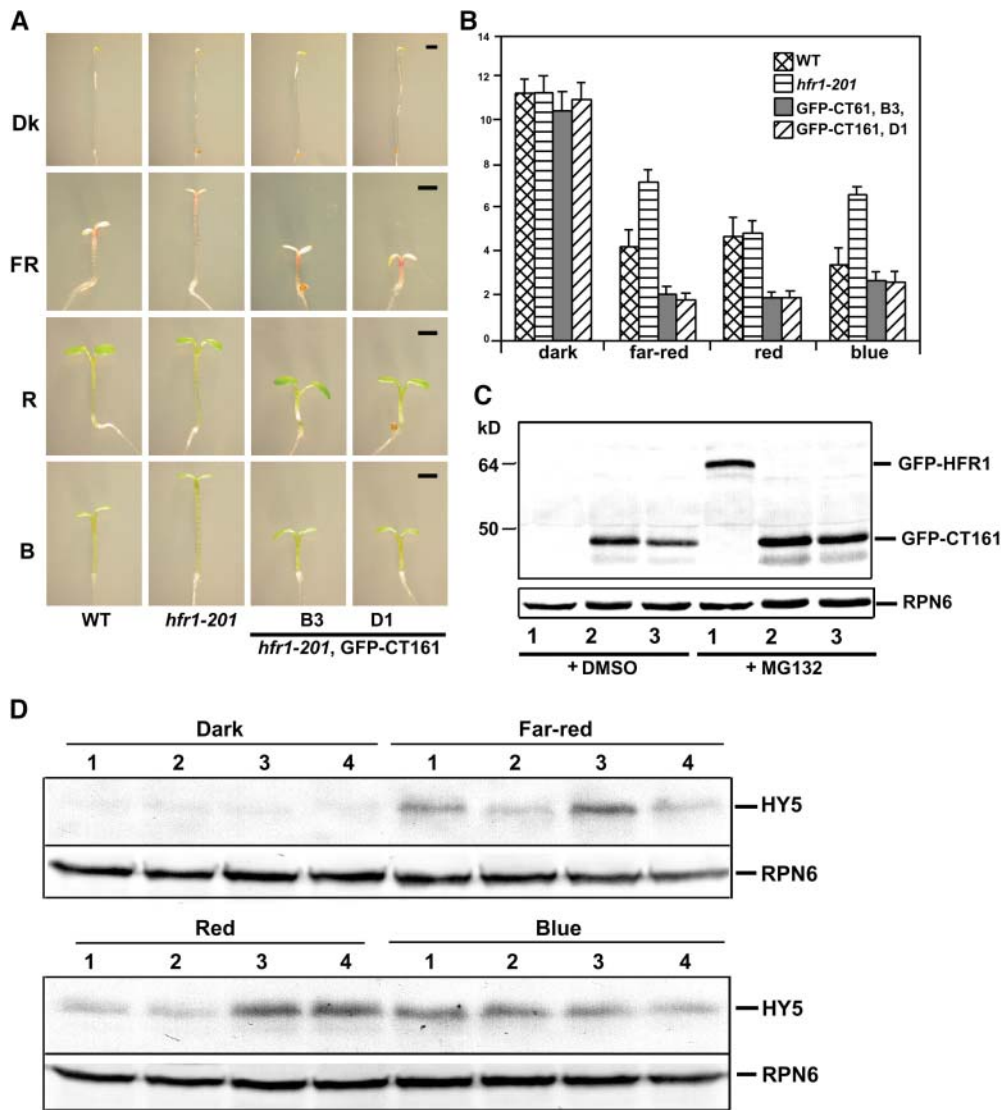 A
Dk
FR
R
B
WT hfr1-201 B3 D1
hfr1-201, GFP-CT161
B
14
12
10
8
6
4
2
0
dark far-red red blue
WT
hfr1-201
GFP-CT61, B3,
GFP-CT161, D1
C
kD
64
50
GFP-HFR1
GFP-CT161
RPN6
1 2 3 1 2 3
+ DMSO + MG132
D
Dark Far-red
1 2 3 4 1 2 3 4
HY5
RPN6
Red Blue
1 2 3 4 1 2 3 4
HY5
RPN6